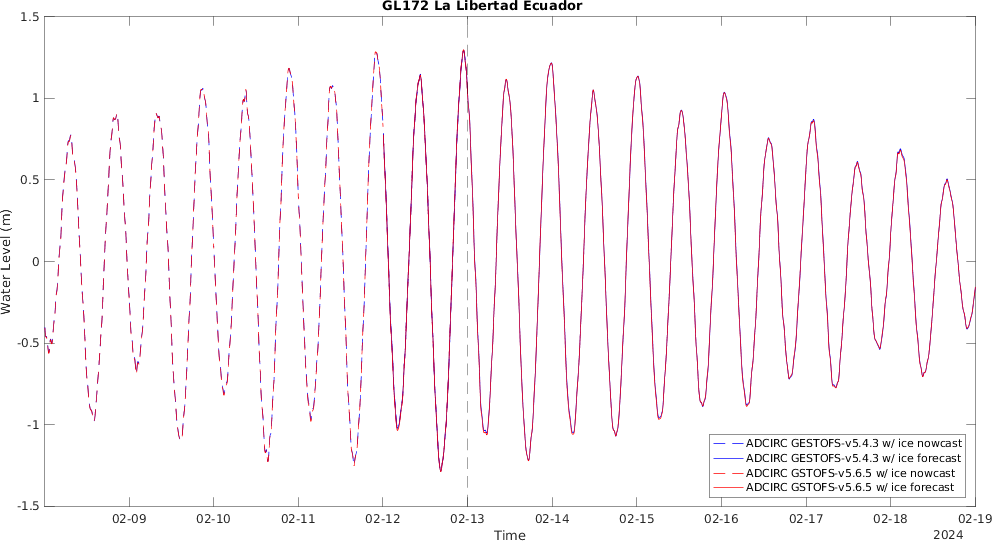 GL172 La Libertad Ecuador
1.5
1
0.5
0
-0.5
-1
-1.5
Water Level (m)
ADCIRC GESTOFS-v5.4.3 w/ ice nowcast
ADCIRC GESTOFS-v5.4.3 w/ ice forecast
ADCIRC GSTOFS-v5.6.5 w/ ice nowcast
ADCIRC GSTOFS-v5.6.5 w/ ice forecast
02-09 02-10 02-11 02-12 02-13 02-14 02-15 02-16 02-17 02-18 02-19
Time
2024